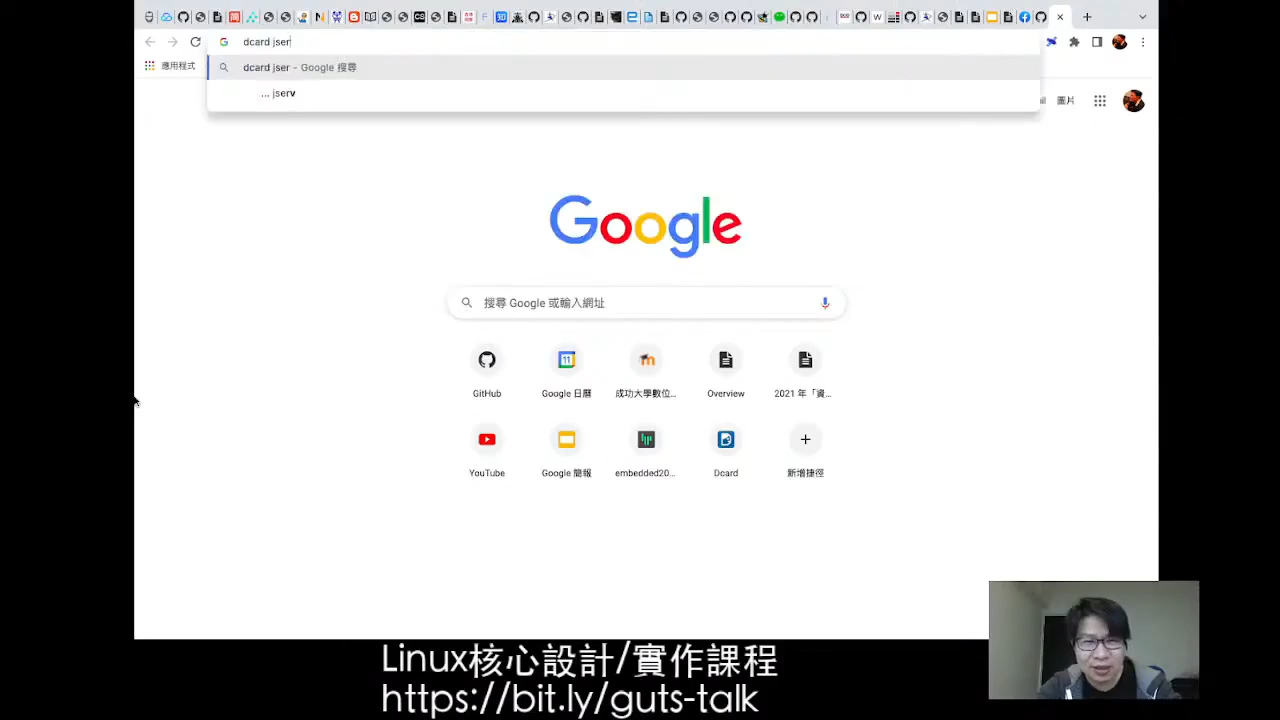 dcard jser
應用程式
dcard jser - Google 搜尋
... jserv
圖片
Google
搜尋 Google 或輸入網址
GitHub
Google 日曆
成功大學數位...
Overview
2021 年「資...
YouTube
Google 簡報
embedded20...
Dcard
新增捷徑
Linux核心設計/實作課程
https://bit.ly/guts-talk